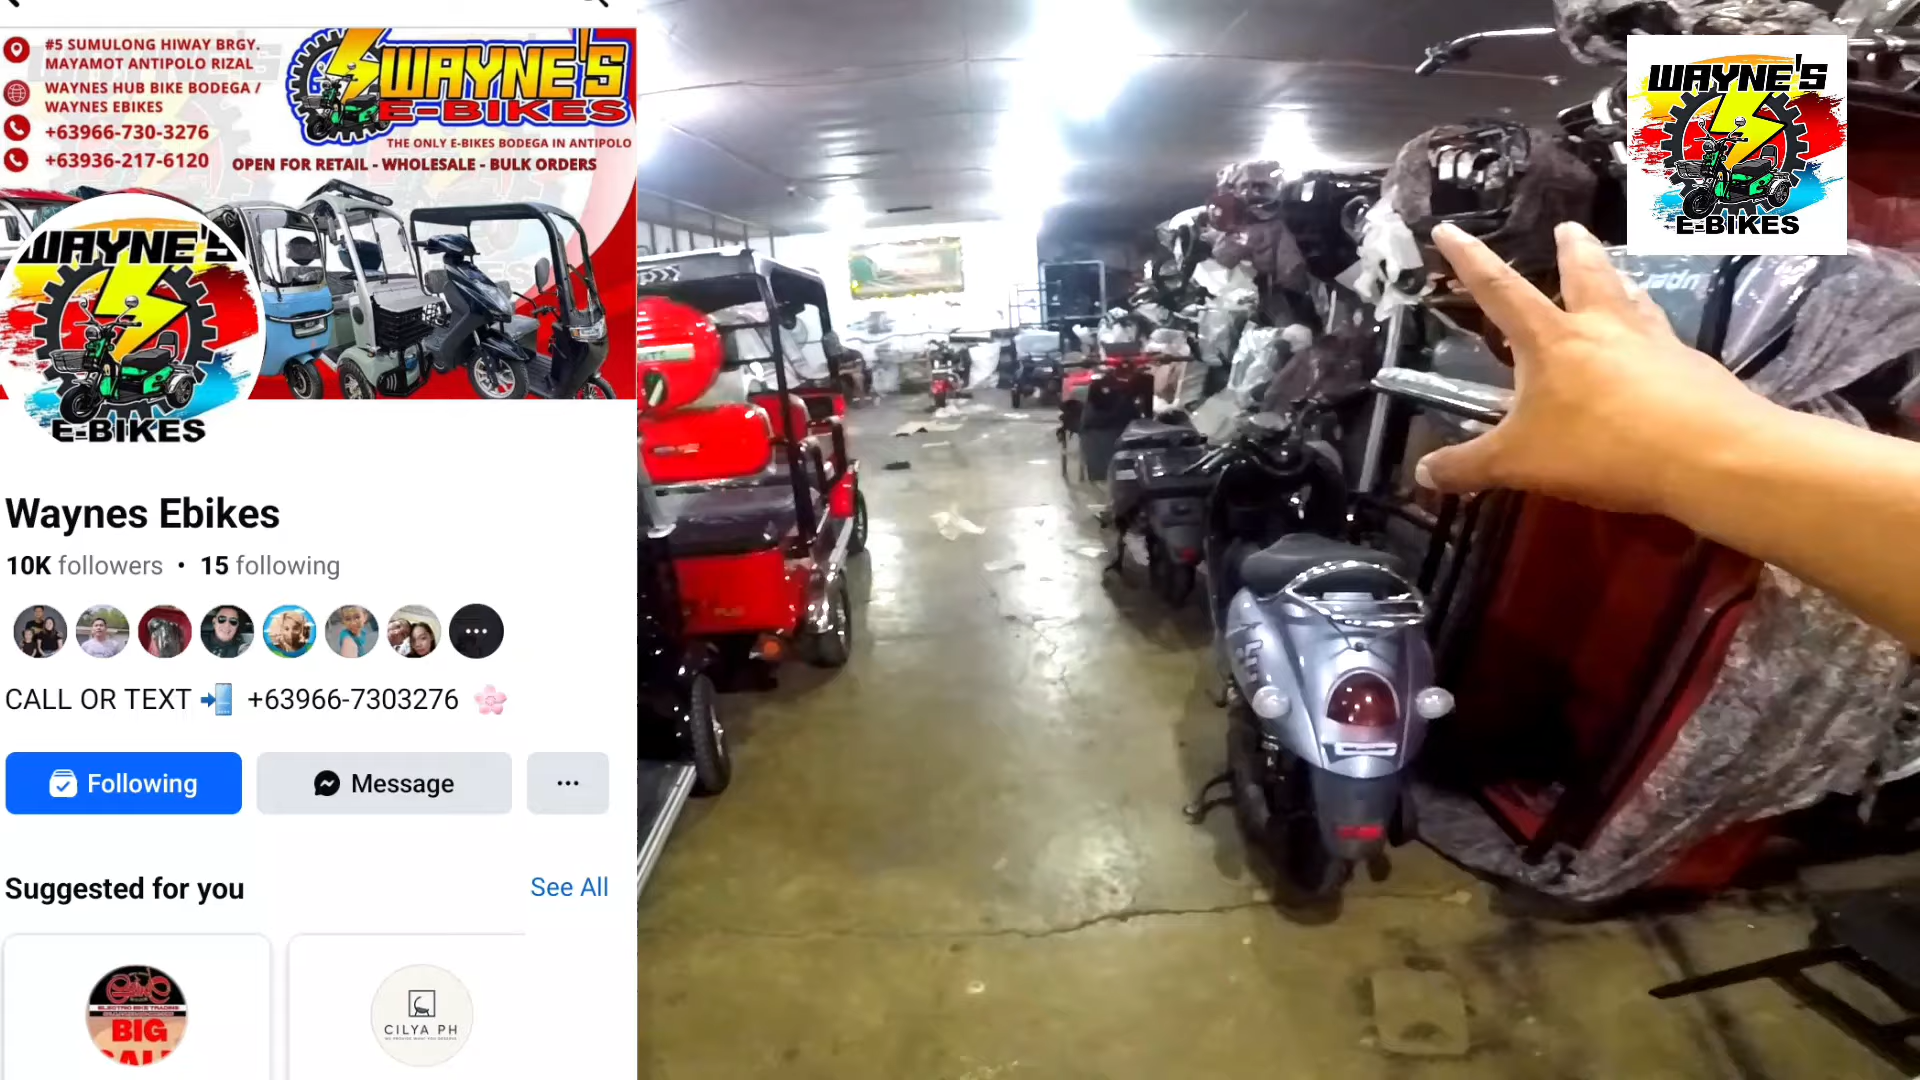 #5 SUMULONG HIWAY BRGY.
MAYAMOT ANTIPOLO RIZAL
WAYNES HUB BIKE BODEGA /
WAYNES EBIKES
+63966-730-3276
+63936-217-6120
WAYNE'S
E-BIKES
THE ONLY E-BIKES BODEGA IN ANTIPOLO
OPEN FOR RETAIL - WHOLESALE - BULK ORDERS
WAYNE'S
E-BIKES
Waynes Ebikes
10K followers • 15 following
CALL OR TEXT +63966-7303276
Following
Message
Suggested for you
See All
BIG
CILYA PH
WAYNE'S
E-BIKES